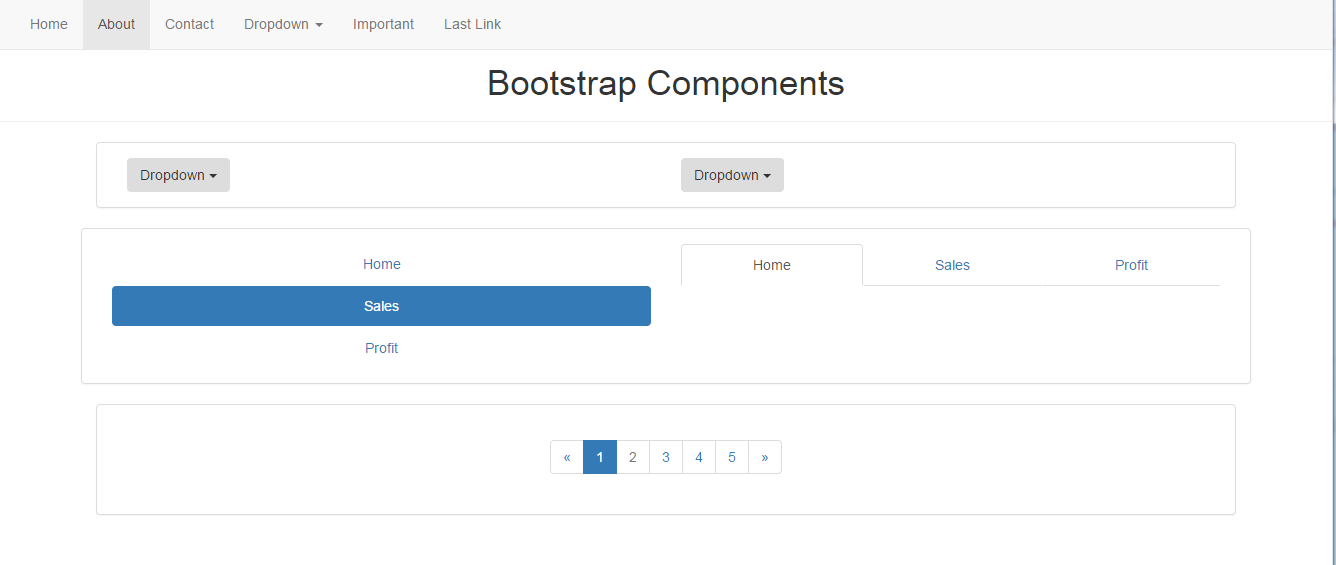 Home About Contact Dropdown Important Last Link
Bootstrap Components
Dropdown Dropdown
Home
Sales
Profit
Home Sales Profit
« 1 2 3 4 5 »